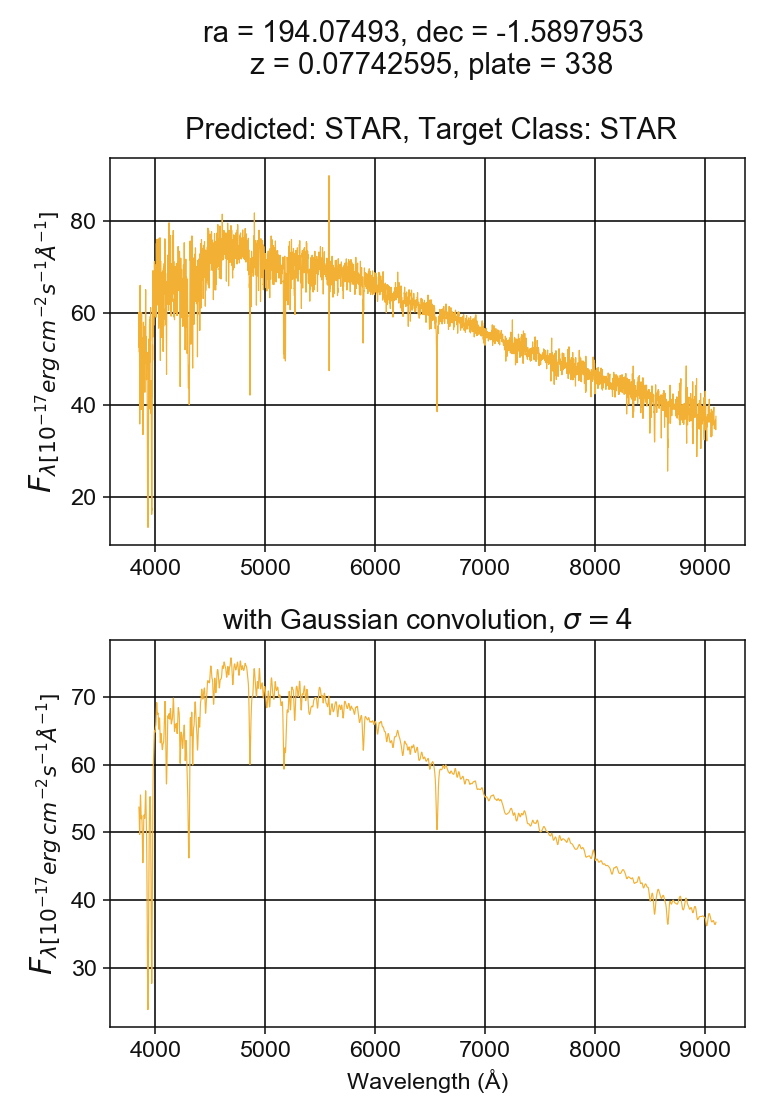 ra = 194.07493, dec = -1.5897953
z = 0.07742595, plate = 338
Predicted: STAR, Target Class: STAR
F_λ[10^{-17} erg cm^{-2} s^{-1} Å^{-1}]
80
60
40
20
4000 5000 6000 7000 8000 9000
with Gaussian convolution, σ = 4
F_λ[10^{-17} erg cm^{-2} s^{-1} Å^{-1}]
70
60
50
40
30
4000 5000 6000 7000 8000 9000
Wavelength (Å)